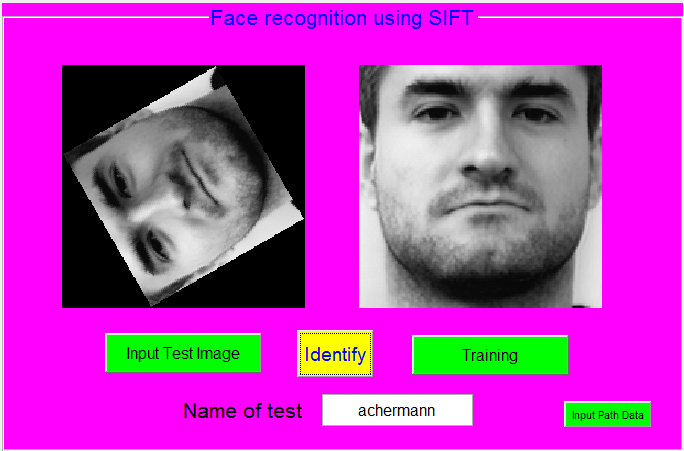 Face recognition using SIFT
Input Test Image
Identify
Training
Name of test
achermann
Input Path Data